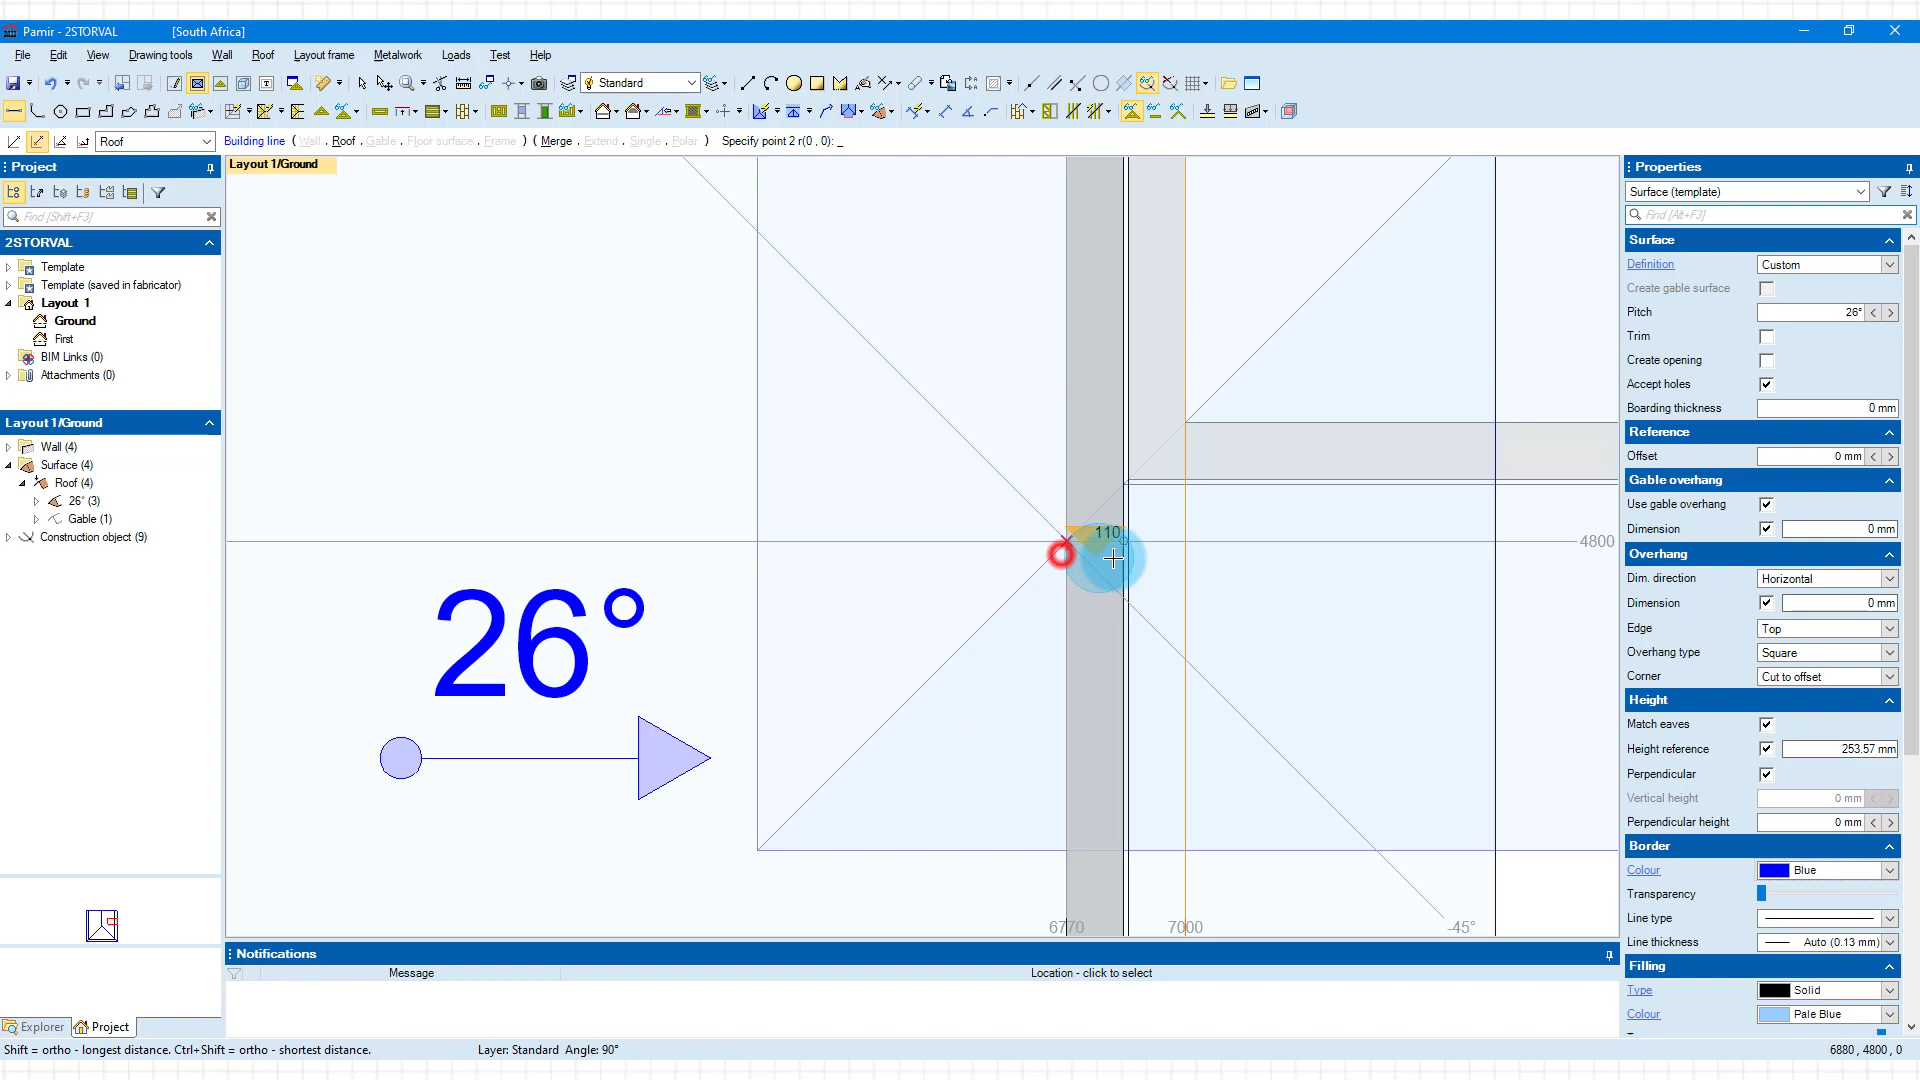 Pamir - 2STORVAL [South Africa]
File Edit View Drawing tools Wall Roof Layout frame Metalwork Loads Test Help
Standard
Roof Building line ( Wall . Roof . Gable . Floor surface . Frame ) ( Merge . Extend . Single . Polar ) Specify point 2 r(0 , 0): _
Project
Find [Shift+F3]
2STORVAL
Template
Template (saved in fabricator)
Layout 1
Ground
First
BIM Links (0)
Attachments (0)
Layout 1/Ground
Wall (4)
Surface (4)
Roof (4)
26° (3)
Gable (1)
Construction object (9)
Explorer Project
Layout 1/Ground
110
4800
26°
6770 7000 -45°
Notifications
Message Location - click to select
Properties
Surface (template)
Find [Alt+F3]
Surface
Definition Custom
Create gable surface
Pitch 26°
Trim
Create opening
Accept holes
Boarding thickness 0 mm
Reference
Offset 0 mm
Gable overhang
Use gable overhang
Dimension 0 mm
Overhang
Dim. direction Horizontal
Dimension 0 mm
Edge Top
Overhang type Square
Corner Cut to offset
Height
Match eaves
Height reference 253.57 mm
Perpendicular
Vertical height 0 mm
Perpendicular height 0 mm
Border
Colour Blue
Transparency
Line type
Line thickness Auto (0.13 mm)
Filling
Type Solid
Colour Pale Blue
Shift = ortho - longest distance. Ctrl+Shift = ortho - shortest distance. Layer: Standard Angle: 90° 6880 , 4800 , 0